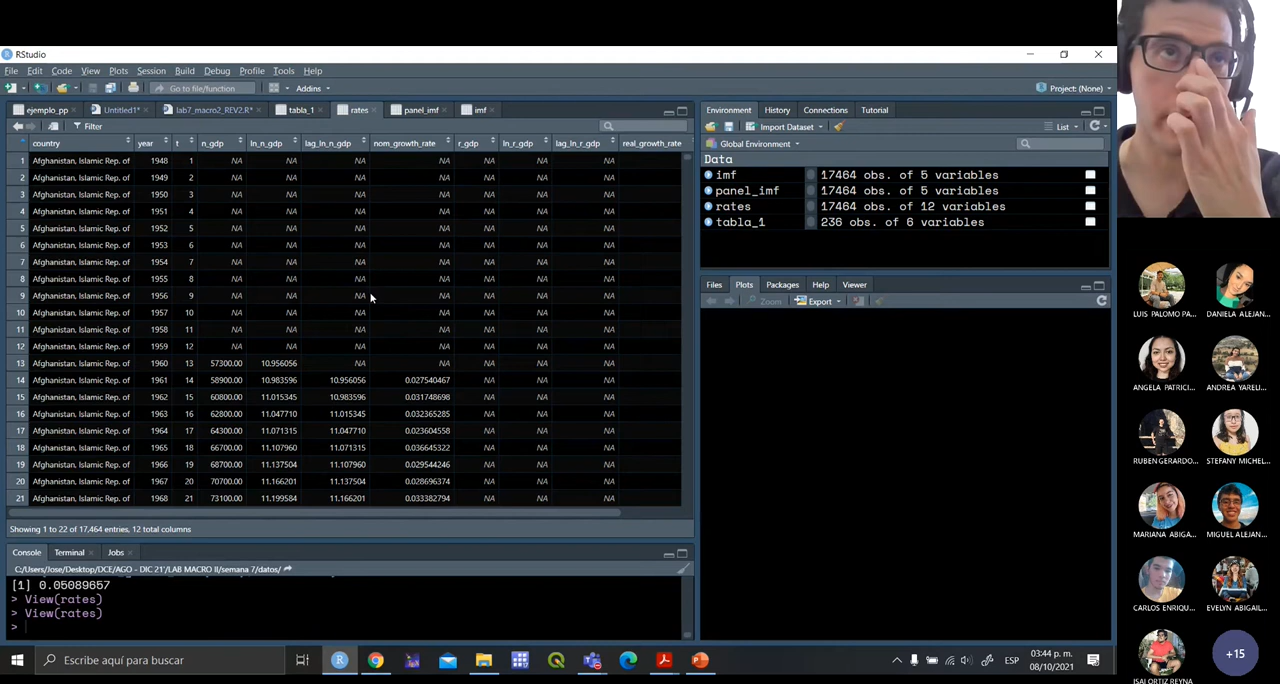 RStudio
File Edit Code View Plots Session Build Debug Profile Tools Help
Go to file/function Addins Project: (None)
ejemplo_pp Untitled1* lab7_macro2_REV2.R* tabla_1 rates panel_imf imf
Filter
country year t n_gdp ln_n_gdp lag_ln_n_gdp nom_growth_rate r_gdp ln_r_gdp lag_ln_r_gdp real_growth_rate
1 Afghanistan, Islamic Rep. of 1948 1 NA NA NA NA NA NA NA
2 Afghanistan, Islamic Rep. of 1949 2 NA NA NA NA NA NA NA
3 Afghanistan, Islamic Rep. of 1950 3 NA NA NA NA NA NA NA
4 Afghanistan, Islamic Rep. of 1951 4 NA NA NA NA NA NA NA
5 Afghanistan, Islamic Rep. of 1952 5 NA NA NA NA NA NA NA
6 Afghanistan, Islamic Rep. of 1953 6 NA NA NA NA NA NA NA
7 Afghanistan, Islamic Rep. of 1954 7 NA NA NA NA NA NA NA
8 Afghanistan, Islamic Rep. of 1955 8 NA NA NA NA NA NA NA
9 Afghanistan, Islamic Rep. of 1956 9 NA NA NA NA NA NA NA
10 Afghanistan, Islamic Rep. of 1957 10 NA NA NA NA NA NA NA
11 Afghanistan, Islamic Rep. of 1958 11 NA NA NA NA NA NA NA
12 Afghanistan, Islamic Rep. of 1959 12 NA NA NA NA NA NA NA
13 Afghanistan, Islamic Rep. of 1960 13 57300.00 10.956056 NA NA NA NA NA
14 Afghanistan, Islamic Rep. of 1961 14 58900.00 10.983596 10.956056 0.027540467 NA NA NA
15 Afghanistan, Islamic Rep. of 1962 15 60800.00 11.015345 10.983596 0.031748698 NA NA NA
16 Afghanistan, Islamic Rep. of 1963 16 62800.00 11.047710 11.015345 0.032365285 NA NA NA
17 Afghanistan, Islamic Rep. of 1964 17 64300.00 11.071315 11.047710 0.023604558 NA NA NA
18 Afghanistan, Islamic Rep. of 1965 18 66700.00 11.107960 11.071315 0.036645322 NA NA NA
19 Afghanistan, Islamic Rep. of 1966 19 68700.00 11.137504 11.107960 0.029544246 NA NA NA
20 Afghanistan, Islamic Rep. of 1967 20 70700.00 11.166201 11.137504 0.028696374 NA NA NA
21 Afghanistan, Islamic Rep. of 1968 21 73100.00 11.199584 11.166201 0.033382794 NA NA NA
Showing 1 to 22 of 17,464 entries, 12 total columns
Console Terminal Jobs
C:/Users/Jose/Desktop/DCE/AGO - DIC 21'/LAB MACRO II/semana 7/datos/
[1] 0.05089657
> View(rates)
> View(rates)
>
Environment History Connections Tutorial
Import Dataset List
Global Environment
Data
imf 17464 obs. of 5 variables
panel_imf 17464 obs. of 5 variables
rates 17464 obs. of 12 variables
tabla_1 236 obs. of 6 variables
Files Plots Packages Help Viewer
Zoom Export
LUIS PALOMO PA... DANIELA ALEJAN...
ANGELA PATRICI... ANDREA YARELI...
RUBEN GERARDO... STEFANY MICHEL...
MARIANA ABIGA... MIGUEL ALEJAN...
CARLOS ENRIQU... EVELYN ABIGAIL...
ISAI ORTIZ REYNA +15
Escribe aquí para buscar
ESP
03:44 p. m.
08/10/2021